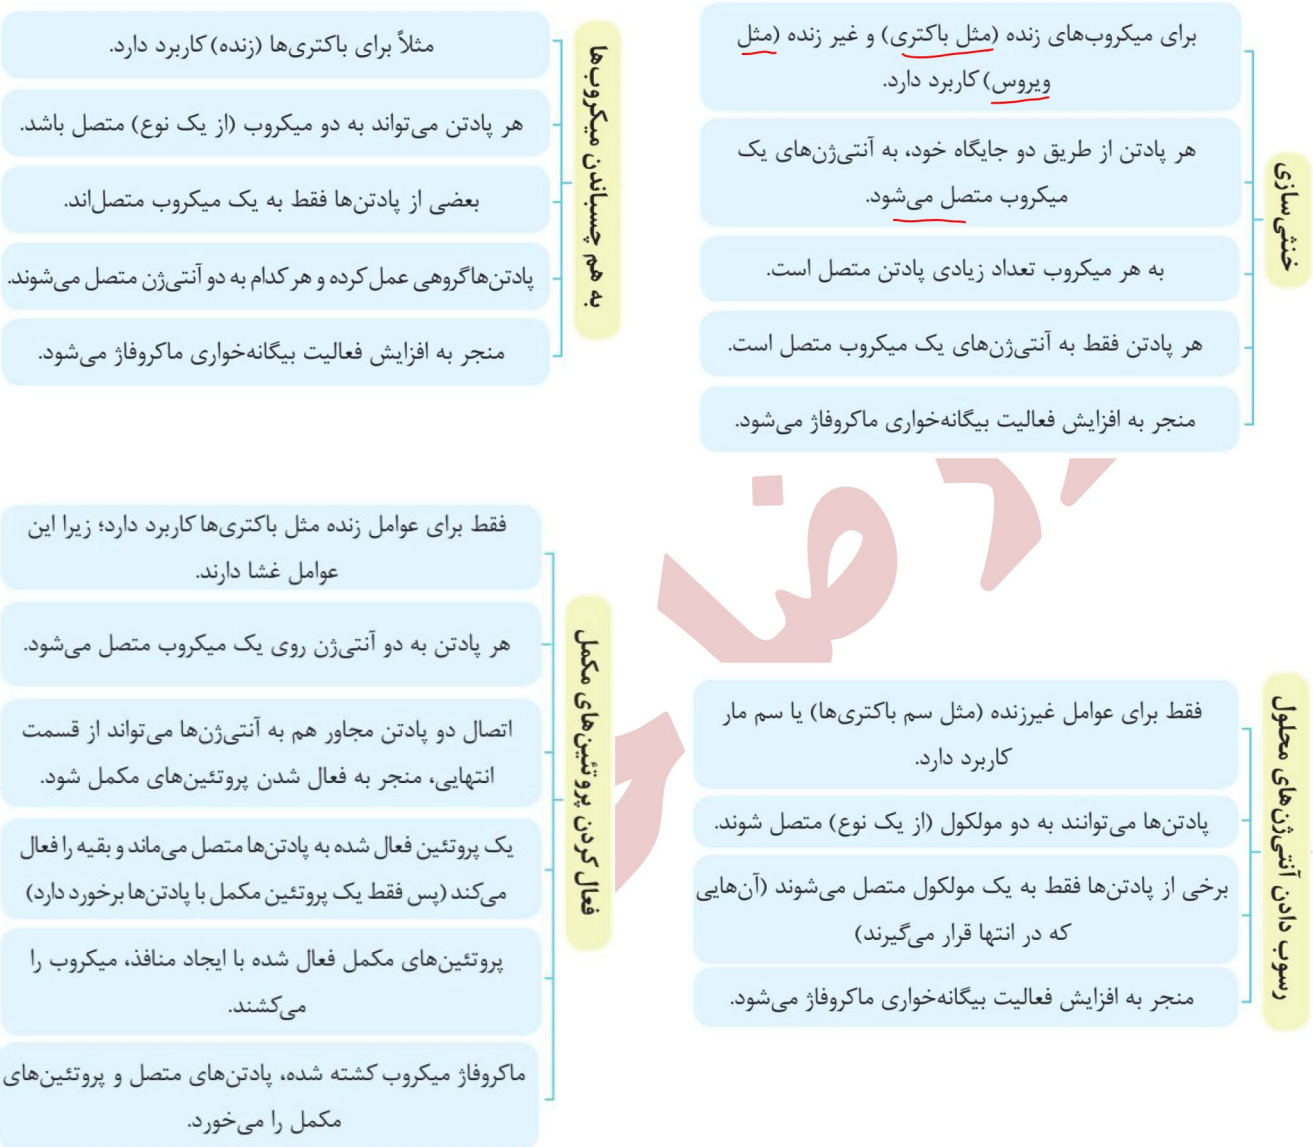 خنثی‌سازی
برای میکروب‌های زنده (مثل باکتری) و غیر زنده (مثل
ویروس) کاربرد دارد.
هر پادتن از طریق دو جایگاه خود، به آنتی‌ژن‌های یک
میکروب متصل می‌شود.
به هر میکروب تعداد زیادی پادتن متصل است.
هر پادتن فقط به آنتی‌ژن‌های یک میکروب متصل است.
منجر به افزایش فعالیت بیگانه‌خواری ماکروفاژ می‌شود.
به هم چسباندن میکروب‌ها
مثلاً برای باکتری‌ها (زنده) کاربرد دارد.
هر پادتن می‌تواند به دو میکروب (از یک نوع) متصل باشد.
بعضی از پادتن‌ها فقط به یک میکروب متصل‌اند.
پادتن‌ها گروهی عمل کرده و هر کدام به دو آنتی‌ژن متصل می‌شوند.
منجر به افزایش فعالیت بیگانه‌خواری ماکروفاژ می‌شود.
رسوب دادن آنتی‌ژن‌های محلول
فقط برای عوامل غیرزنده (مثل سم باکتری‌ها) یا سم مار
کاربرد دارد.
پادتن‌ها می‌توانند به دو مولکول (از یک نوع) متصل شوند.
برخی از پادتن‌ها فقط به یک مولکول متصل می‌شوند (آن‌هایی
که در انتها قرار می‌گیرند)
منجر به افزایش فعالیت بیگانه‌خواری ماکروفاژ می‌شود.
فعال کردن پروتئین‌های مکمل
فقط برای عوامل زنده مثل باکتری‌ها کاربرد دارد؛ زیرا این
عوامل غشا دارند.
هر پادتن به دو آنتی‌ژن روی یک میکروب متصل می‌شود.
اتصال دو پادتن مجاور هم به آنتی‌ژن‌ها می‌تواند از قسمت
انتهایی، منجر به فعال شدن پروتئین‌های مکمل شود.
یک پروتئین فعال شده به پادتن‌ها متصل می‌ماند و بقیه را فعال
می‌کند (پس فقط یک پروتئین مکمل با پادتن‌ها برخورد دارد)
پروتئین‌های مکمل فعال شده با ایجاد منافذ، میکروب را
می‌کشند.
ماکروفاژ میکروب کشته شده، پادتن‌های متصل و پروتئین‌های
مکمل را می‌خورد.